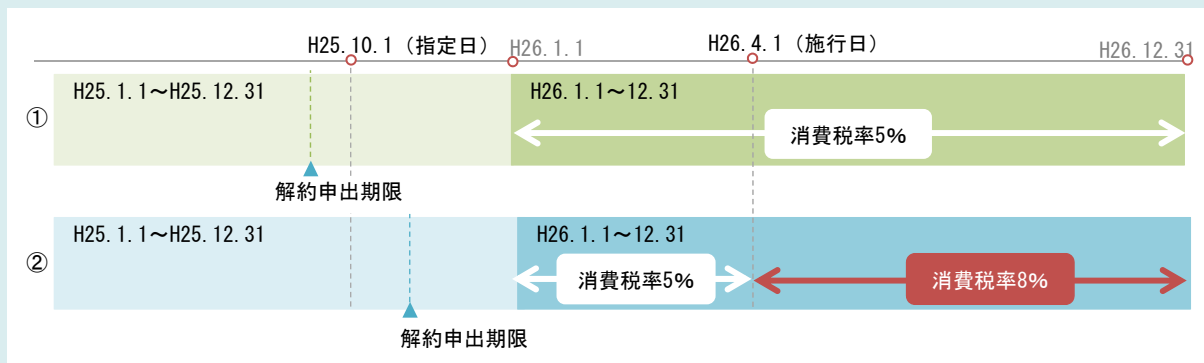 H25.10.1（指定日）
H26.1.1
H26.4.1（施行日）
H26.12.31
①
H25.1.1～H25.12.31
H26.1.1～12.31
消費税率5%
解約申出期限
②
H25.1.1～H25.12.31
H26.1.1～12.31
消費税率5%
消費税率8%
解約申出期限